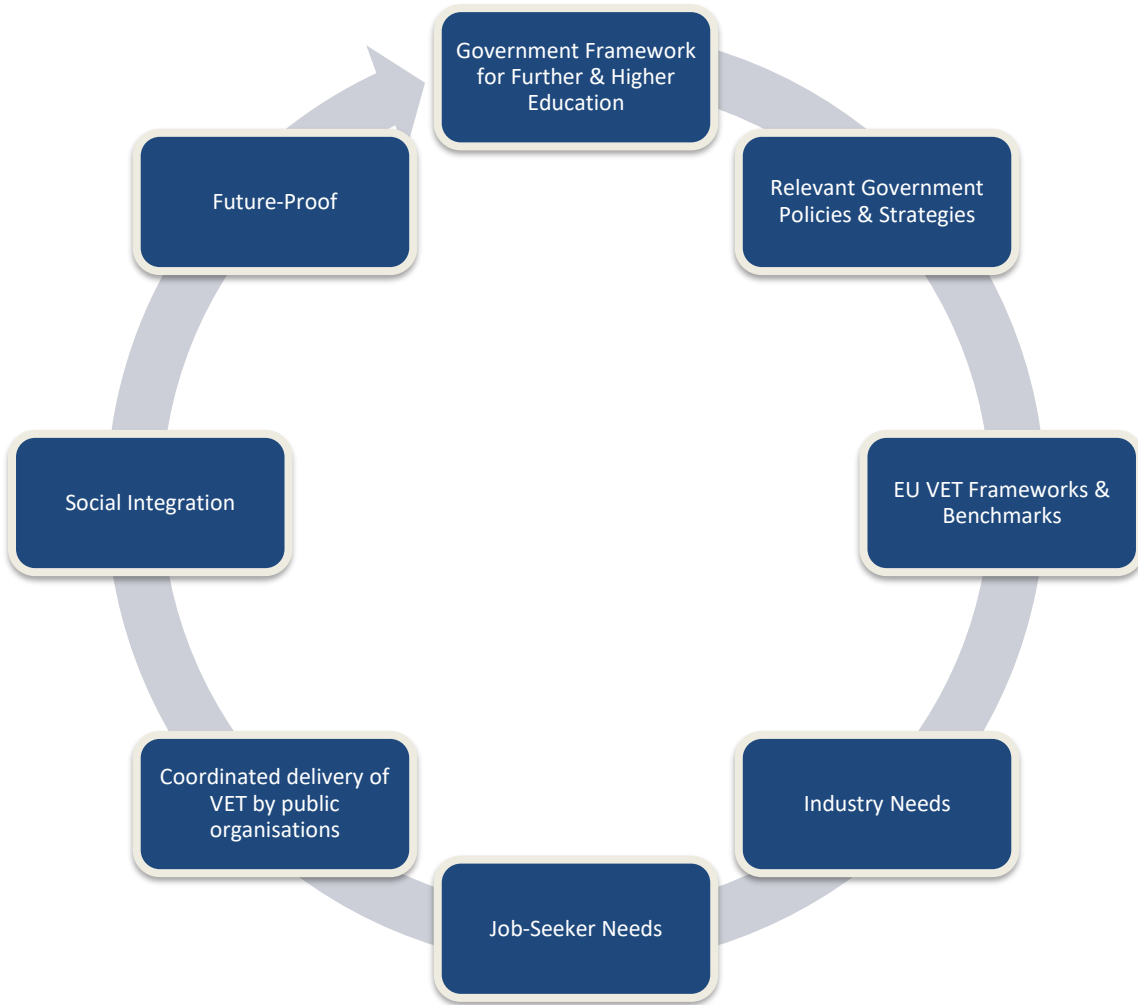 Government Framework
for Further & Higher
Education
Relevant Government
Policies & Strategies
EU VET Frameworks &
Benchmarks
Industry Needs
Job-Seeker Needs
Coordinated delivery of
VET by public
organisations
Social Integration
Future-Proof